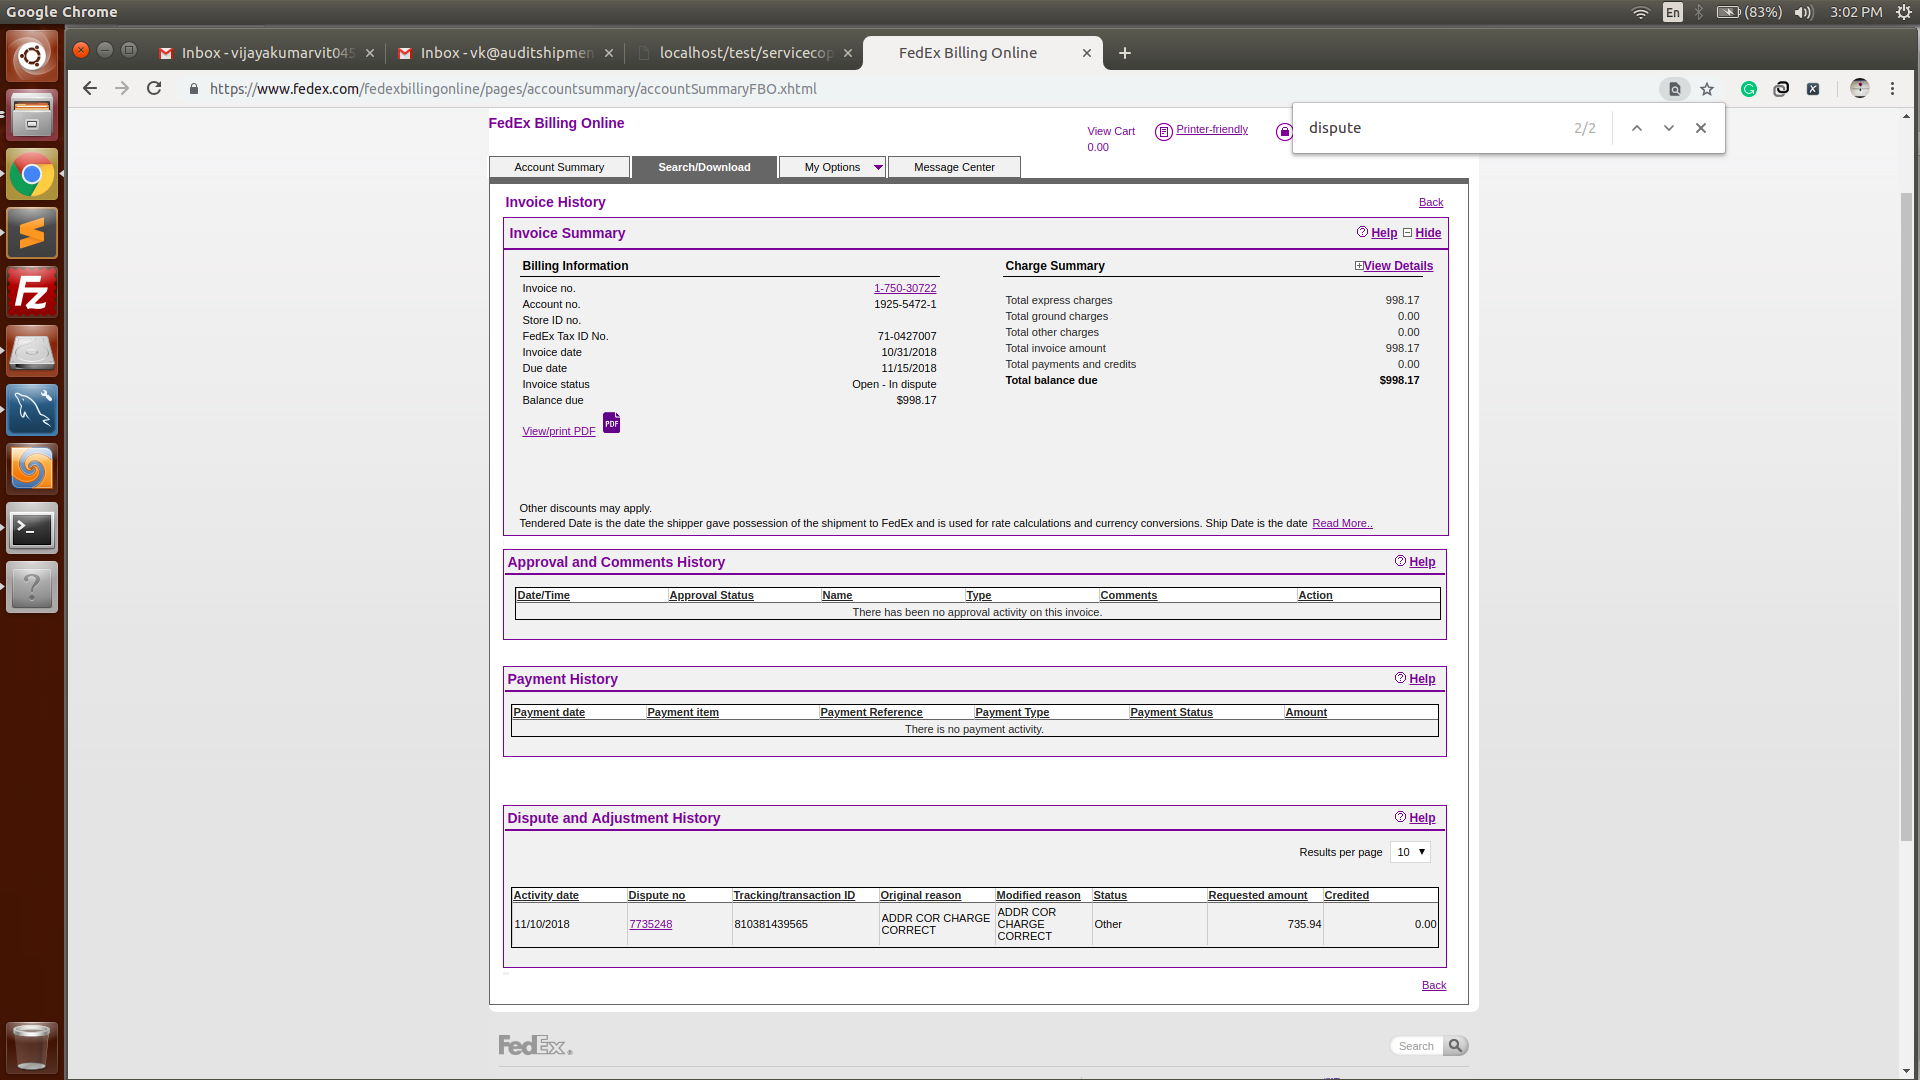 Google Chrome
En
(83%)
3:02 PM
Inbox - vijayakumarvit045
Inbox - vk@auditshipmen
localhost/test/servicecop
FedEx Billing Online
https://www.fedex.com/fedexbillingonline/pages/accountsummary/accountSummaryFBO.xhtml
dispute
2/2
FedEx Billing Online
View Cart
0.00
Printer-friendly
Account Summary
Search/Download
My Options
Message Center
Invoice History
Back
Invoice Summary
Help
Hide
Billing Information
Invoice no. 1-750-30722
Account no. 1925-5472-1
Store ID no.
FedEx Tax ID No. 71-0427007
Invoice date 10/31/2018
Due date 11/15/2018
Invoice status Open - In dispute
Balance due $998.17
View/print PDF
PDF
Charge Summary
View Details
Total express charges 998.17
Total ground charges 0.00
Total other charges 0.00
Total invoice amount 998.17
Total payments and credits 0.00
Total balance due $998.17
Other discounts may apply.
Tendered Date is the date the shipper gave possession of the shipment to FedEx and is used for rate calculations and currency conversions. Ship Date is the date Read More..
Approval and Comments History
Help
Date/Time Approval Status Name Type Comments Action
There has been no approval activity on this invoice.
Payment History
Help
Payment date Payment item Payment Reference Payment Type Payment Status Amount
There is no payment activity.
Dispute and Adjustment History
Help
Results per page 10
Activity date Dispute no Tracking/transaction ID Original reason Modified reason Status Requested amount Credited
11/10/2018 7735248 810381439565 ADDR COR CHARGE CORRECT ADDR COR CHARGE CORRECT Other 735.94 0.00
Back
FedEx®
Search